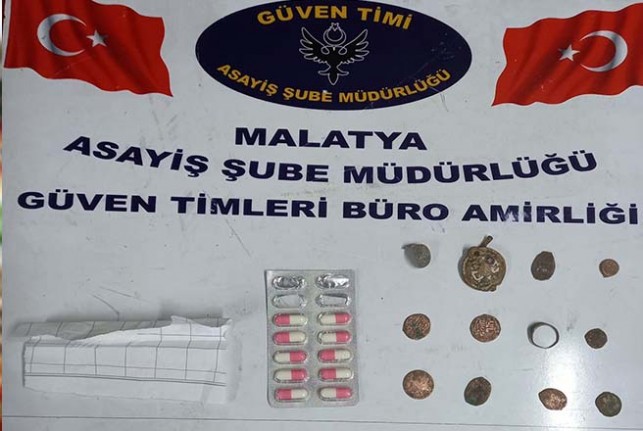 GÜVEN TİMİ
ASAYİŞ ŞUBE MÜDÜRLÜĞÜ
MALATYA
ASAYİŞ ŞUBE MÜDÜRLÜĞÜ
GÜVEN TİMLERİ BÜRO AMİRLİĞİ